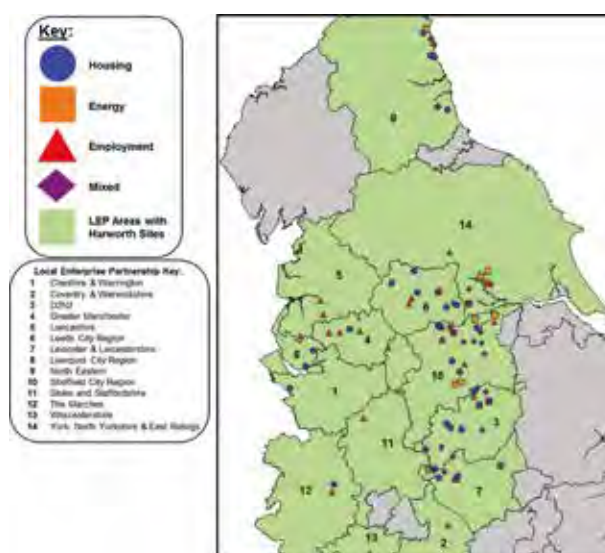 Key:
Housing
Energy
Employment
Mixed
LEP Areas with
Harworth Sites
Local Enterprise Partnership Key:
1 Cheshire & Warrington
2 Coventry & Warwickshire
3 D2N2
4 Greater Manchester
5 Lancashire
6 Leeds City Region
7 Leicester & Leicestershire
8 Liverpool City Region
9 North Eastern
10 Sheffield City Region
11 Stoke and Staffordshire
12 The Marches
13 Worcestershire
14 York, North Yorkshire & East Ridings
9
14
5
6
4
8
10
1
3
11
7
12
13
2